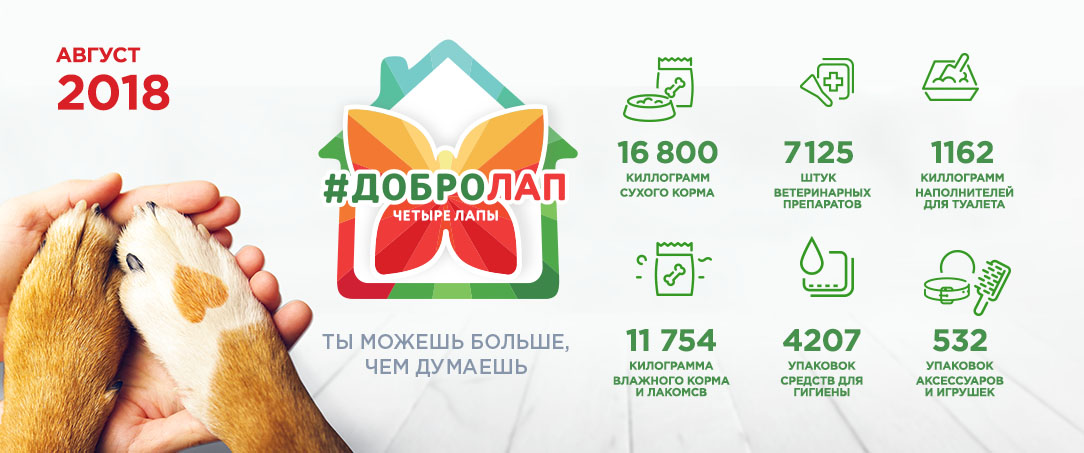 АВГУСТ
2018
#ДОБРОЛАП
ЧЕТЫРЕ ЛАПЫ
ТЫ МОЖЕШЬ БОЛЬШЕ,
ЧЕМ ДУМАЕШЬ
16 800
КИЛЛОГРАММ
СУХОГО КОРМА
7125
ШТУК
ВЕТЕРИНАРНЫХ
ПРЕПАРАТОВ
1162
КИЛЛОГРАММ
НАПОЛНИТЕЛЕЙ
ДЛЯ ТУАЛЕТА
11 754
КИЛОГРАММА
ВЛАЖНОГО КОРМА
И ЛАКОМСВ
4207
УПАКОВОК
СРЕДСТВ ДЛЯ
ГИГИЕНЫ
532
УПАКОВОК
АКСЕССУАРОВ
И ИГРУШЕК